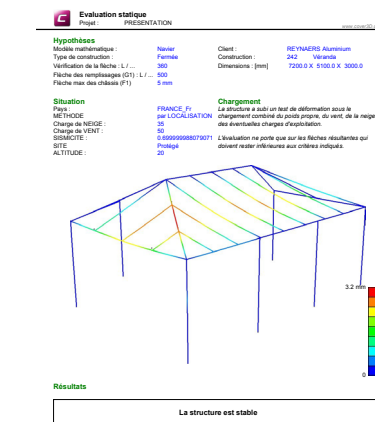 Evaluation statique
Projet : PRESENTATION
Hypothèses
Modèle mathématique : Navier Client : REYNAERS Aluminium
Type de construction : Fermée Construction : 242 Véranda
Vérification de la flèche : L / ... 360 Dimensions : [mm] 7200.0 X 5100.0 X 3000.0
Flèche des remplissages (G1) : L / ... 500
Flèche max des châssis (F1) 5 mm
Situation Chargement
Pays : FRANCE_Fr La structure a subi un test de déformation sous le
METHODE par LOCALISATION chargement combiné du poids propre, du vent, de la neige
Charge de NEIGE : 35 des éventuelles charges d'exploitation.
Charge de VENT : 50
SISMICITE : 0.699999988079071 L'évaluation ne porte que sur les flèches résultantes qui
SITE Protégé doivent rester inférieures aux critères indiqués.
ALTITUDE : 20
3.2 mm
0
Résultats
La structure est stable